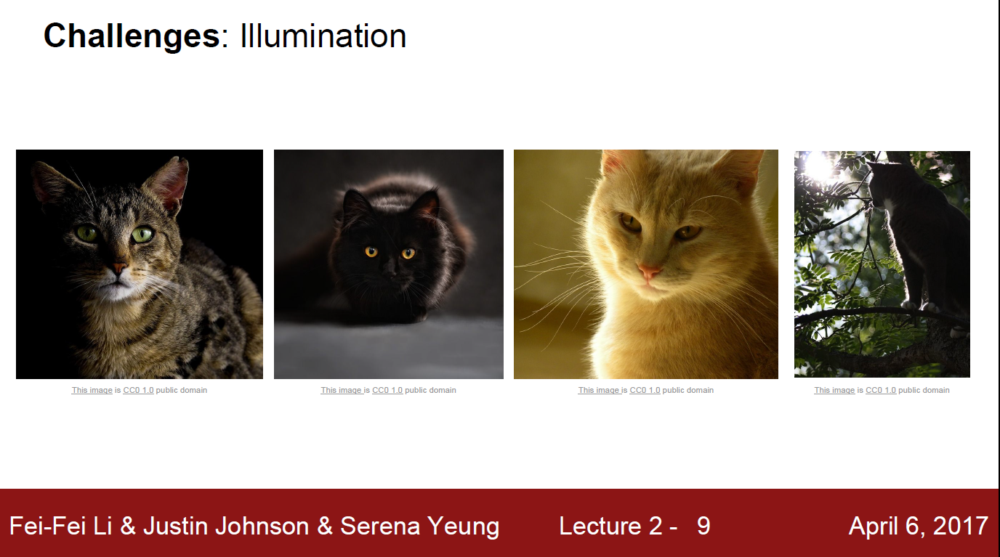 Challenges: Illumination
This image is CC0 1.0 public domain
This image is CC0 1.0 public domain
This image is CC0 1.0 public domain
This image is CC0 1.0 public domain
Fei-Fei Li & Justin Johnson & Serena Yeung
Lecture 2 - 9
April 6, 2017